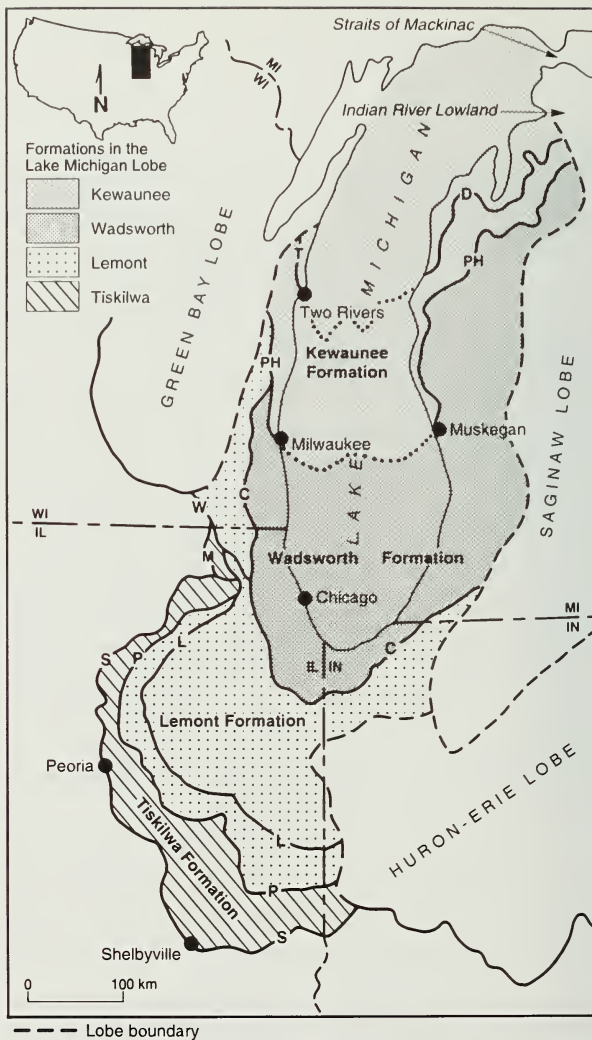 Straits of Mackinac
MI
WI
N
Indian River Lowland
Formations in the
Lake Michigan Lobe
Kewaunee
Wadsworth
Lemont
Tiskilwa
GREEN BAY LOBE
LAKE MICHIGAN
D
PH
T
Two Rivers
Kewaunee
Formation
PH
Milwaukee
Muskegan
SAGINAW LOBE
W
C
WI
IL
M
Wadsworth Formation
Chicago
MI
IN
S
P
L
C
IL
IN
Lemont Formation
Peoria
HURON-ERIE LOBE
Tiskilwa Formation
L
P
S
Shelbyville
0 100 km
Lobe boundary